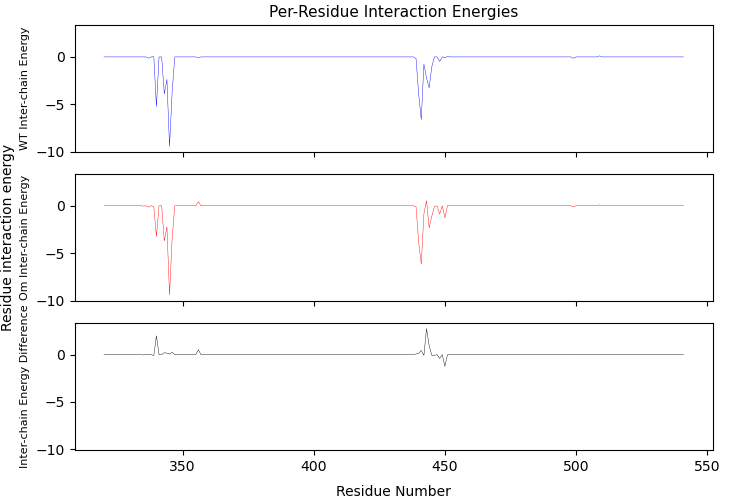 Per-Residue Interaction Energies
WT Inter-chain Energy
0
−5
−10
Residue interaction energy
Om Inter-chain Energy
0
−5
−10
Inter-chain Energy Difference
0
−5
−10
350
400
450
500
550
Residue Number